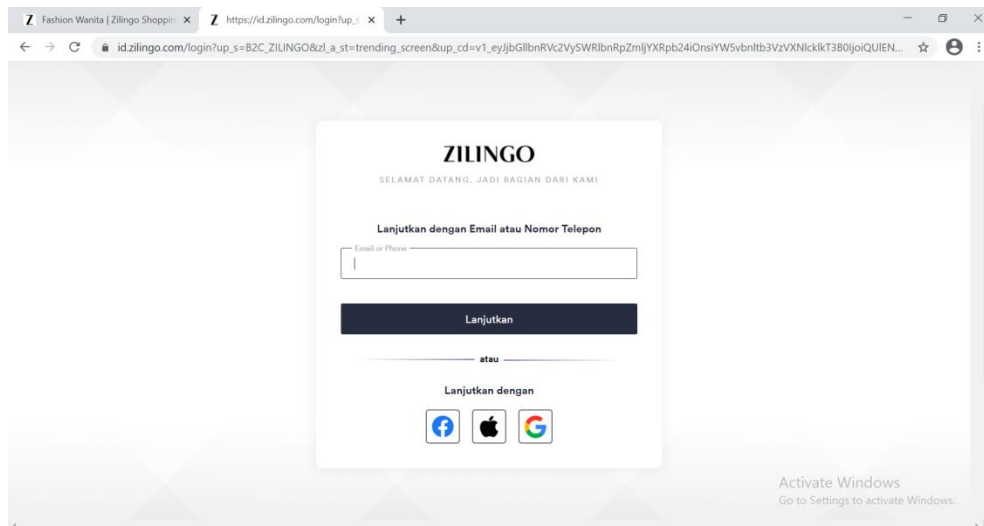 Fashion Wanita | Zilingo Shoppin
https://id.zilingo.com/login?up_s
id.zilingo.com/login?up_s=B2C_ZILINGO&zl_a_st=trending_screen&up_cd=v1_eyJjbGllbnRVc2VySWRlbnRpZmljYXRpb24iOnsiYW5vbnltb3VzVXNlcklkT3B0IjoiQUlEN...
ZILINGO
SELAMAT DATANG, JADI BAGIAN DARI KAMI
Lanjutkan dengan Email atau Nomor Telepon
Email or Phone
Lanjutkan
atau
Lanjutkan dengan
Activate Windows
Go to Settings to activate Windows.